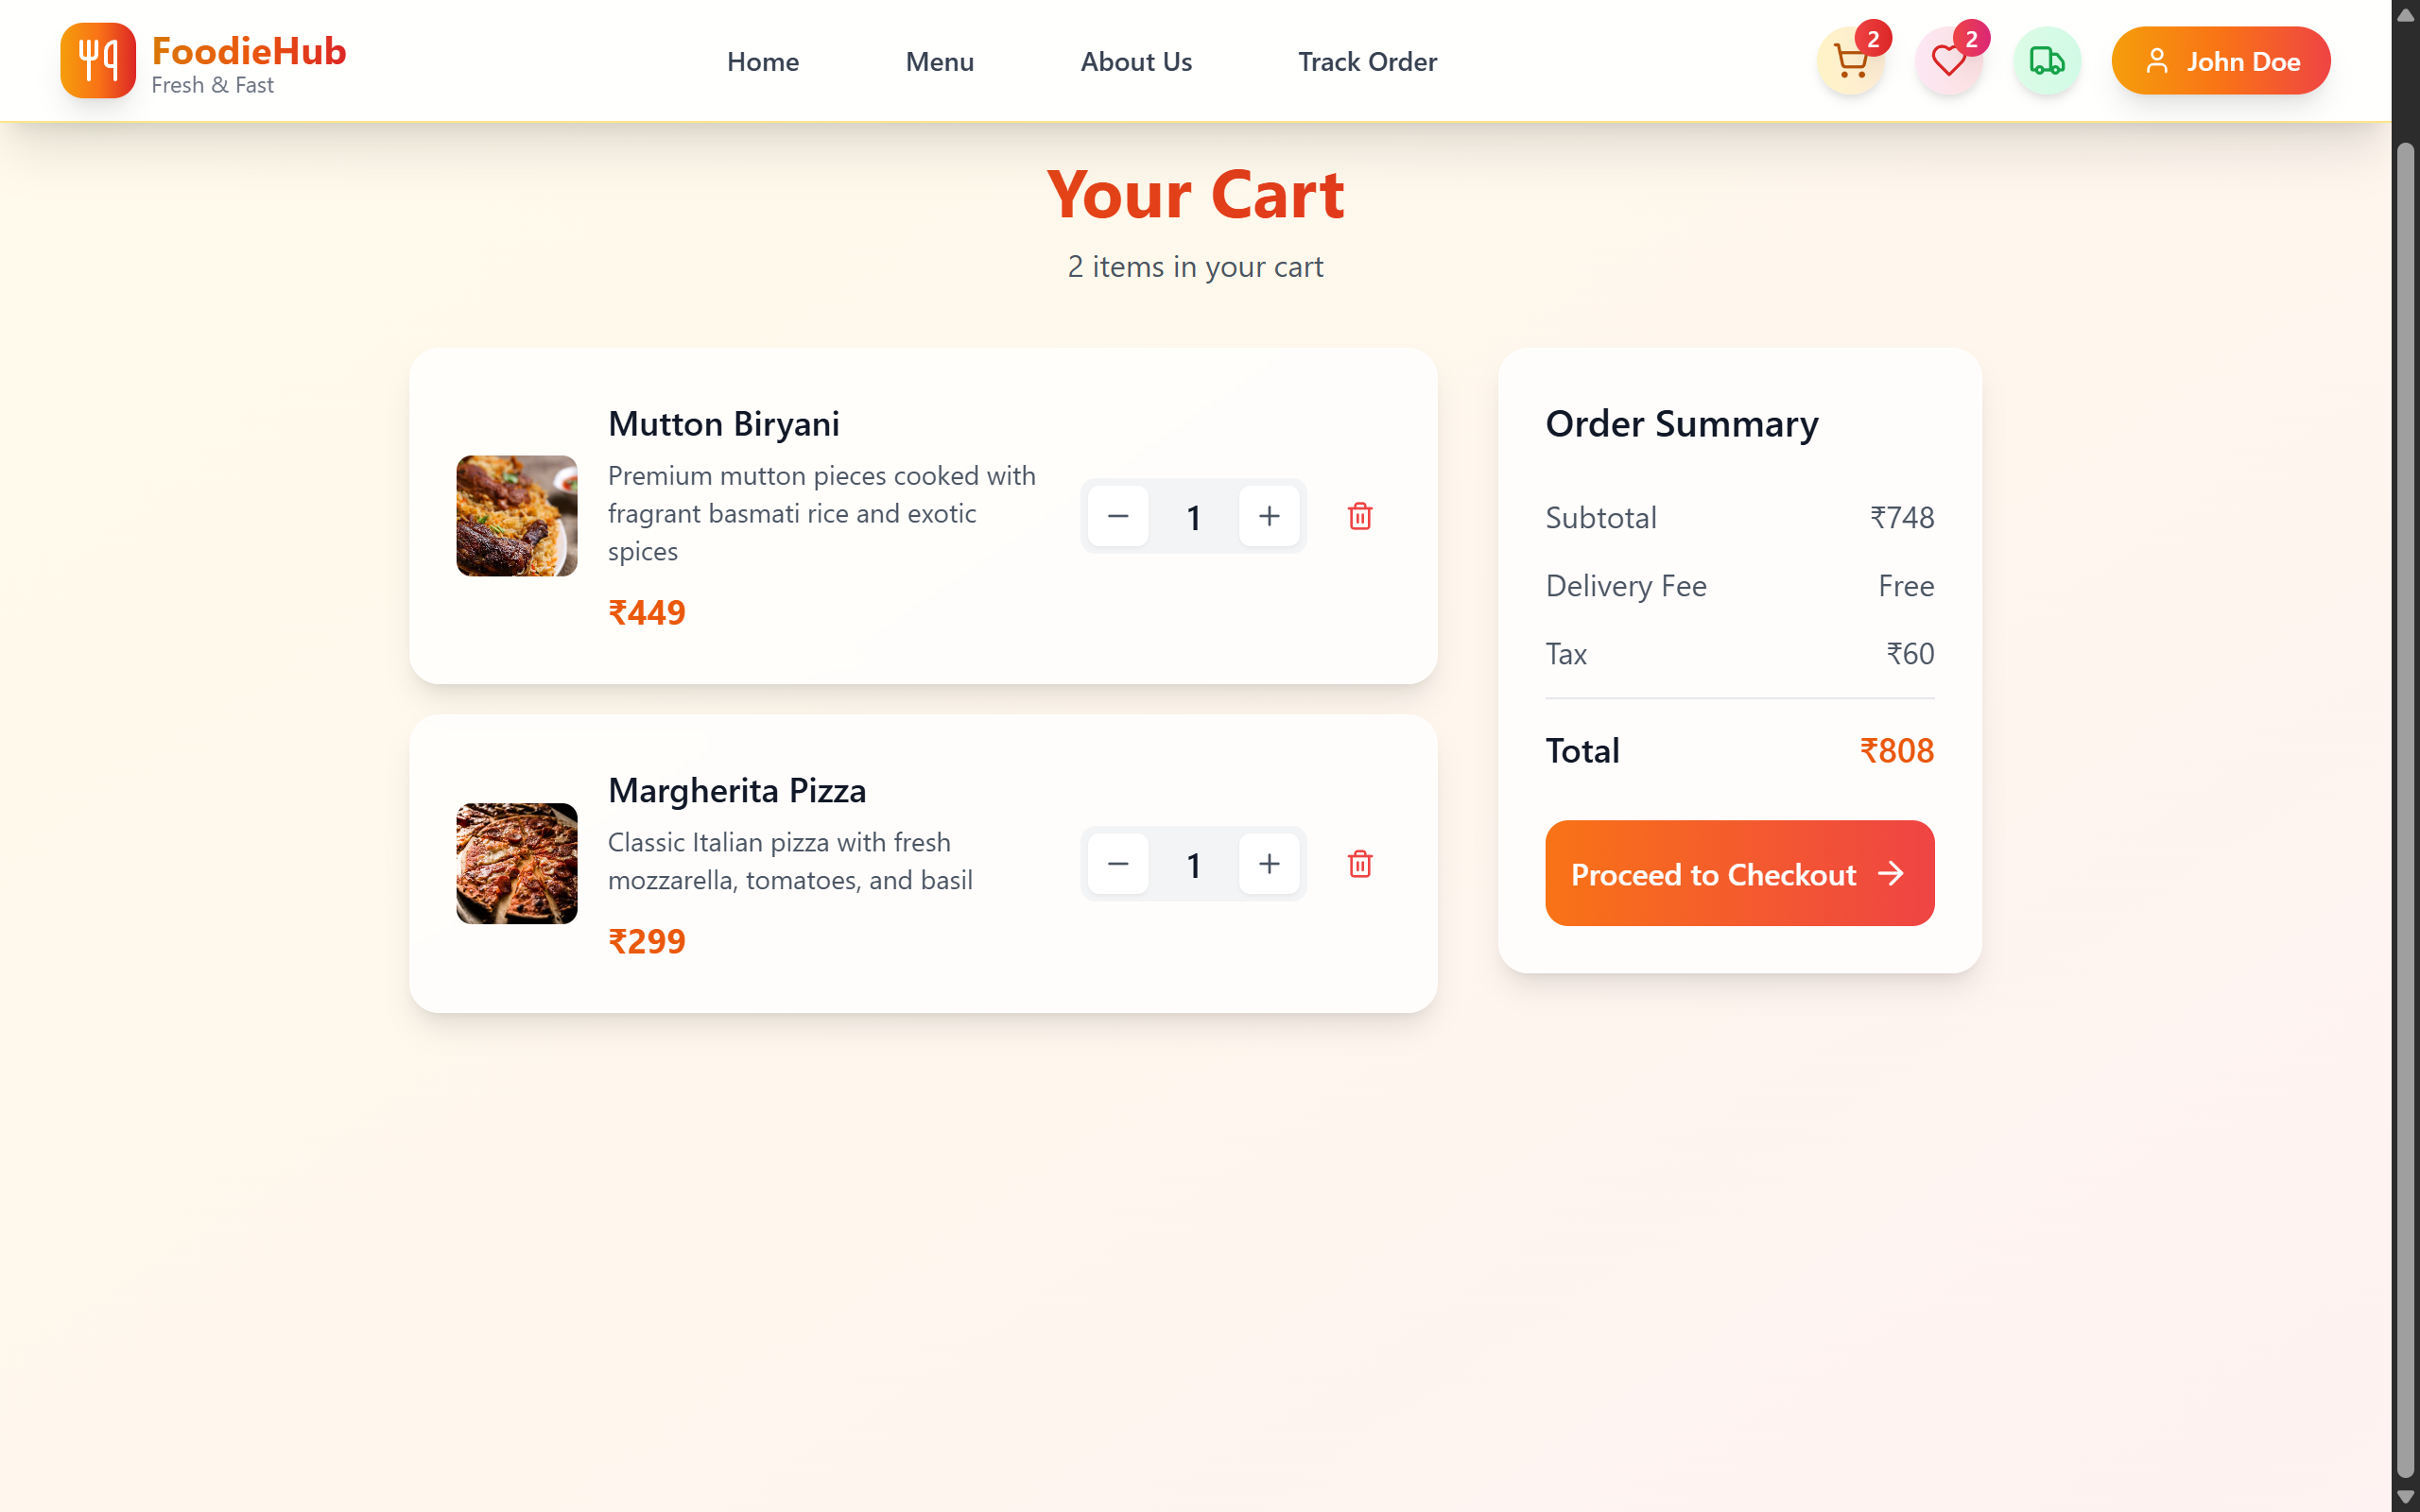 FoodieHub
Fresh & Fast
Home
Menu
About Us
Track Order
2
2
John Doe
Your Cart
2 items in your cart
Mutton Biryani
Premium mutton pieces cooked with
fragrant basmati rice and exotic
spices
₹449
1
Margherita Pizza
Classic Italian pizza with fresh
mozzarella, tomatoes, and basil
₹299
1
Order Summary
Subtotal ₹748
Delivery Fee Free
Tax ₹60
Total ₹808
Proceed to Checkout